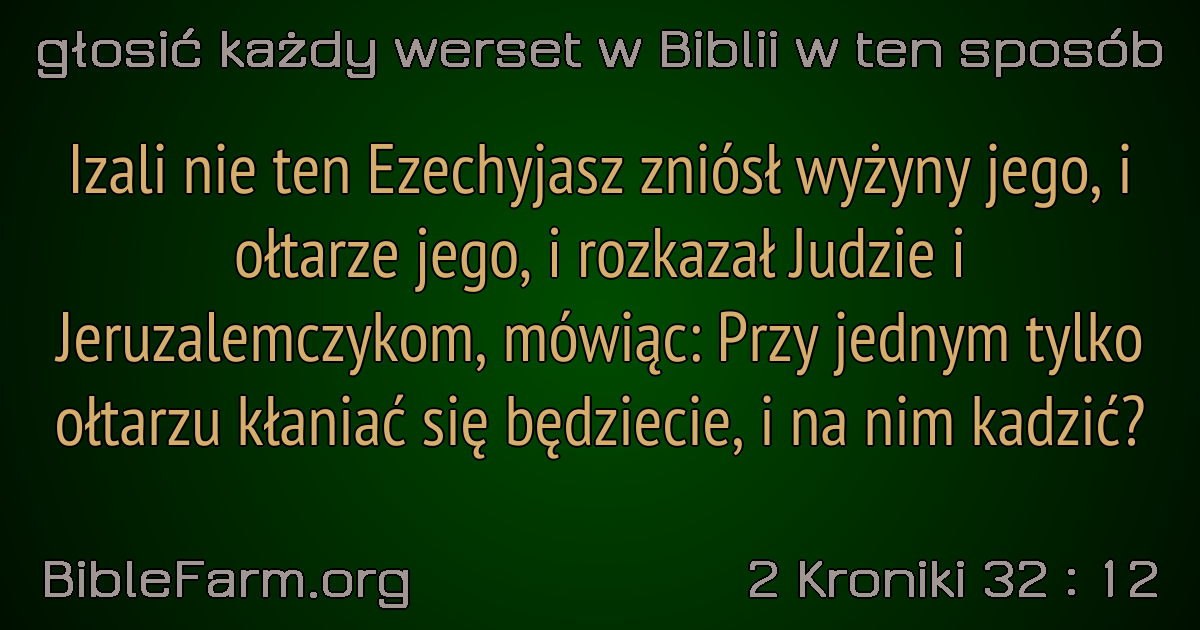 głosić każdy werset w Biblii w ten sposób
Izali nie ten Ezechyjasz zniósł wyżyny jego, i
ołtarze jego, i rozkazał Judzie i
Jeruzalemczykom, mówiąc: Przy jednym tylko
ołtarzu kłaniać się będziecie, i na nim kadzić?
BibleFarm.org
2 Kroniki 32 : 12